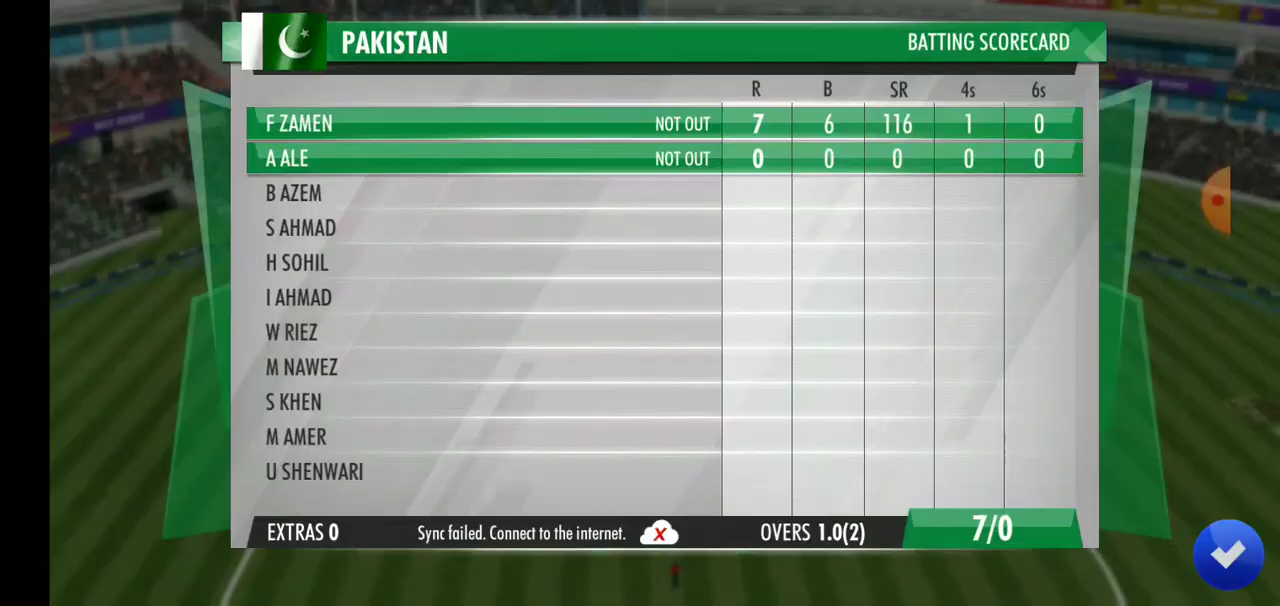 PAKISTAN BATTING SCORECARD
R B SR 4s 6s
F ZAMEN NOT OUT 7 6 116 1 0
A ALE NOT OUT 0 0 0 0 0
B AZEM
S AHMAD
H SOHIL
I AHMAD
W RIEZ
M NAWEZ
S KHEN
M AMER
U SHENWARI
EXTRAS 0 Sync failed. Connect to the internet. X OVERS 1.0(2) 7/0